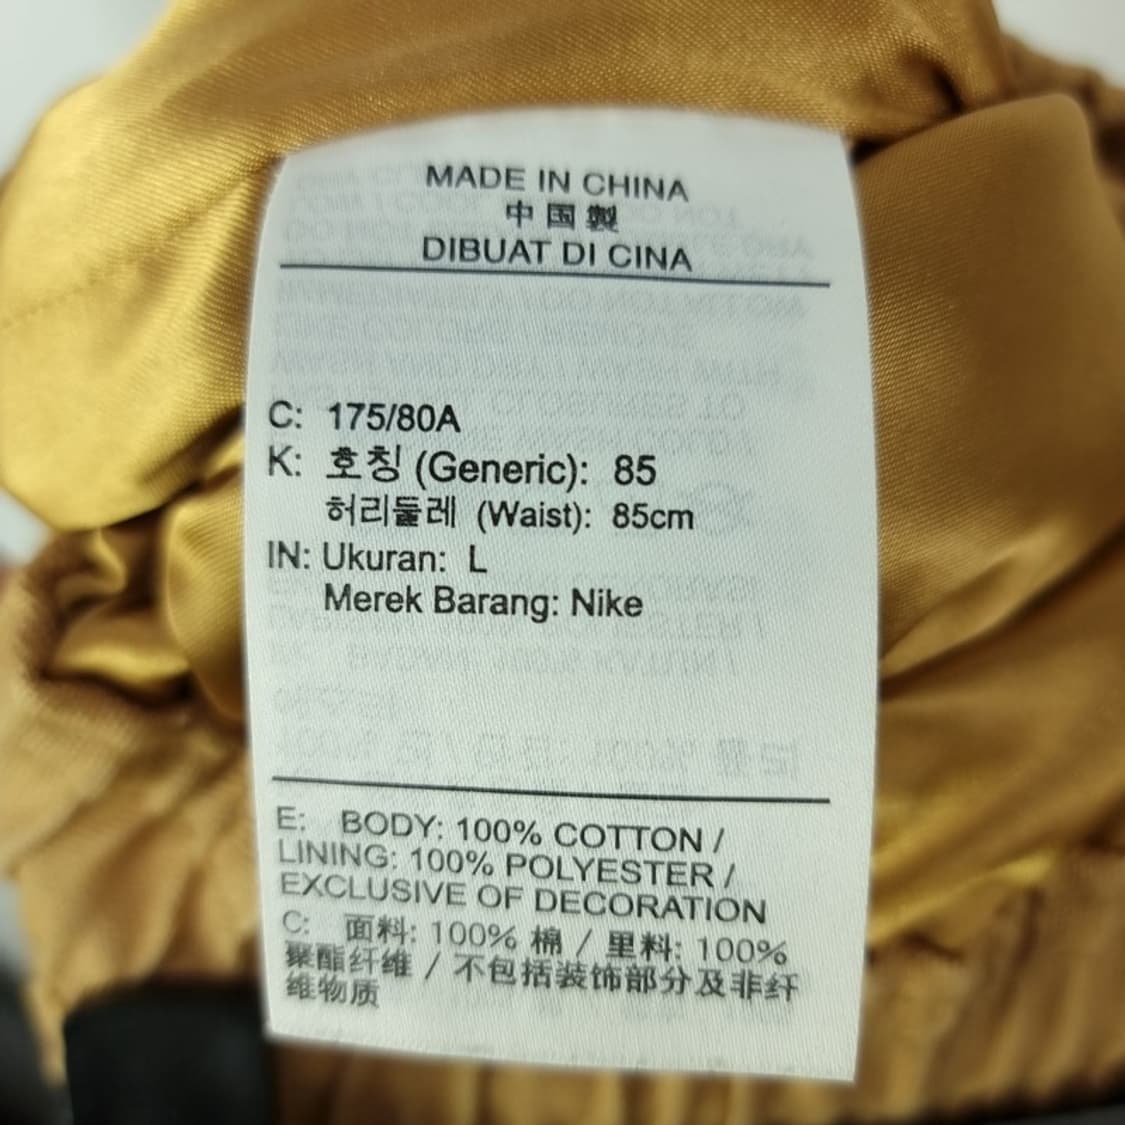 MADE IN CHINA
中国製
DIBUAT DI CINA
C: 175/80A
K: 호칭 (Generic): 85
허리둘레 (Waist): 85cm
IN: Ukuran: L
Merek Barang: Nike
E: BODY: 100% COTTON /
LINING: 100% POLYESTER /
EXCLUSIVE OF DECORATION
C: 面料: 100% 棉 / 里料: 100%
聚酯纤维 / 不包括装饰部分及非纤
维物质